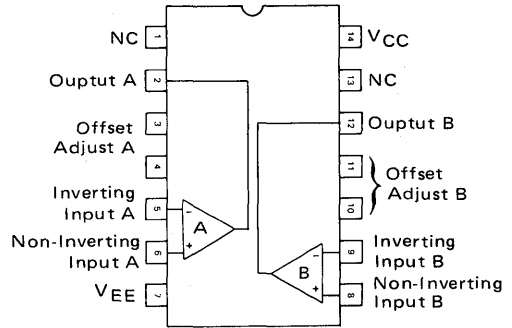 NC 1
Ouptut A 2
3
Offset
Adjust A
4
Inverting
Input A
5
Non-Inverting
Input A
6
VEE 7
- A +
14 VCC
13 NC
12 Ouptut B
11
Offset
Adjust B
10
9 Inverting
Input B
8 Non-Inverting
Input B
- B +